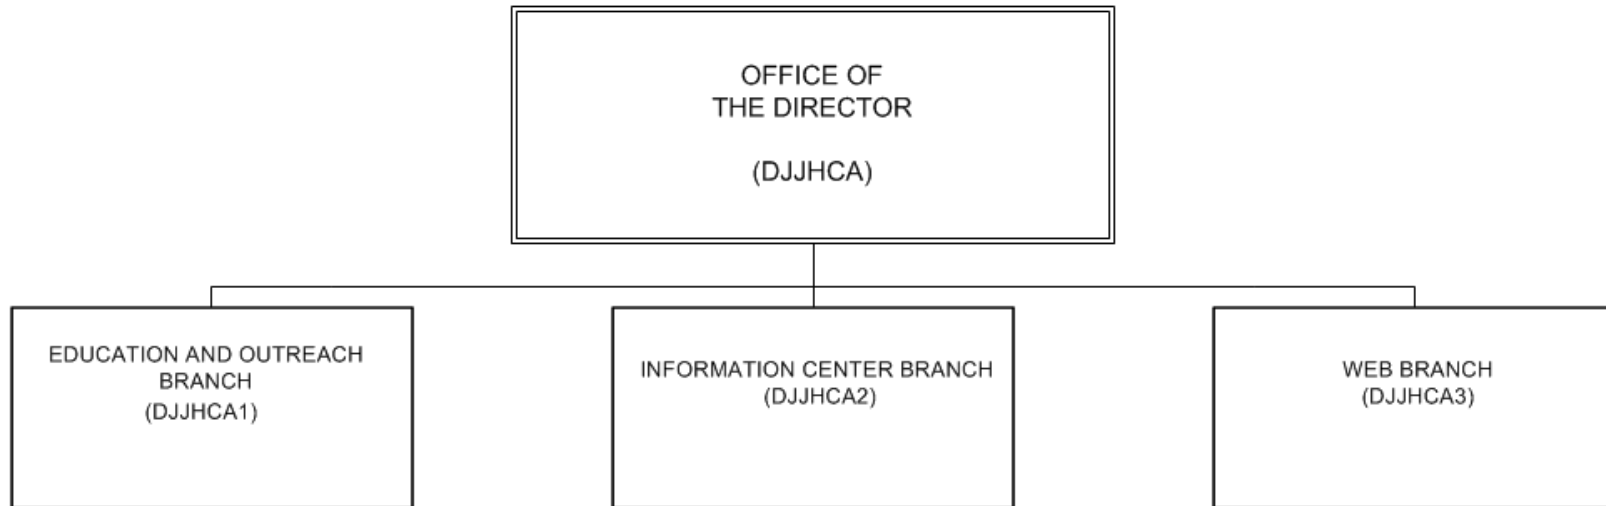 OFFICE OF
THE DIRECTOR
(DJJHCA)
EDUCATION AND OUTREACH
BRANCH
(DJJHCA1)
INFORMATION CENTER BRANCH
(DJJHCA2)
WEB BRANCH
(DJJHCA3)